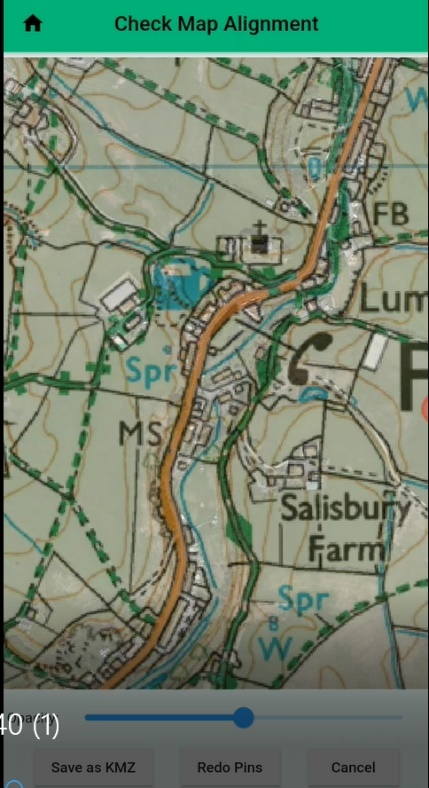 Check Map Alignment
W
FB
Lum
Spr
P
MS
Salisbury
Farm
Spr
W
40 (1)
Save as KMZ
Redo Pins
Cancel